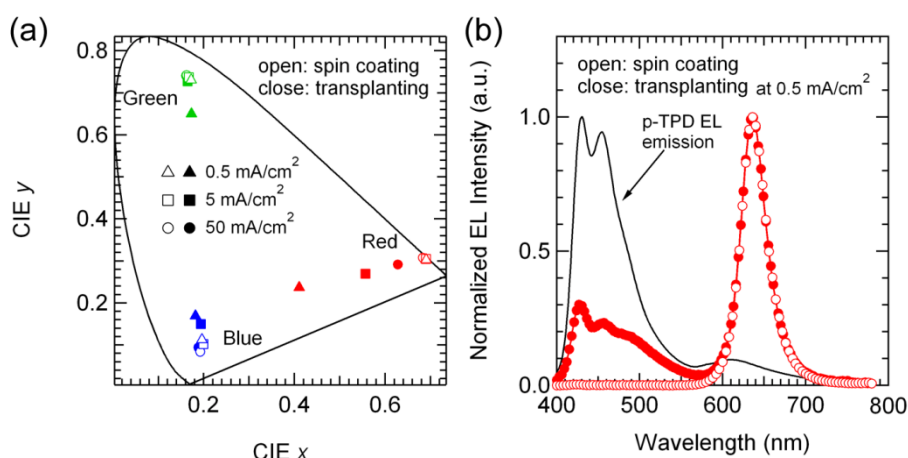 (a)
0.8
0.6
0.4
0.2
CIE y
0.2
0.4
0.6
CIE x
open: spin coating
close: transplanting
Green
0.5 mA/cm²
5 mA/cm²
50 mA/cm²
Red
Blue
(b)
Normalized EL Intensity (a.u.)
1.0
0.5
0.0
400
500
600
700
800
Wavelength (nm)
open: spin coating
close: transplanting at 0.5 mA/cm²
p-TPD EL
emission